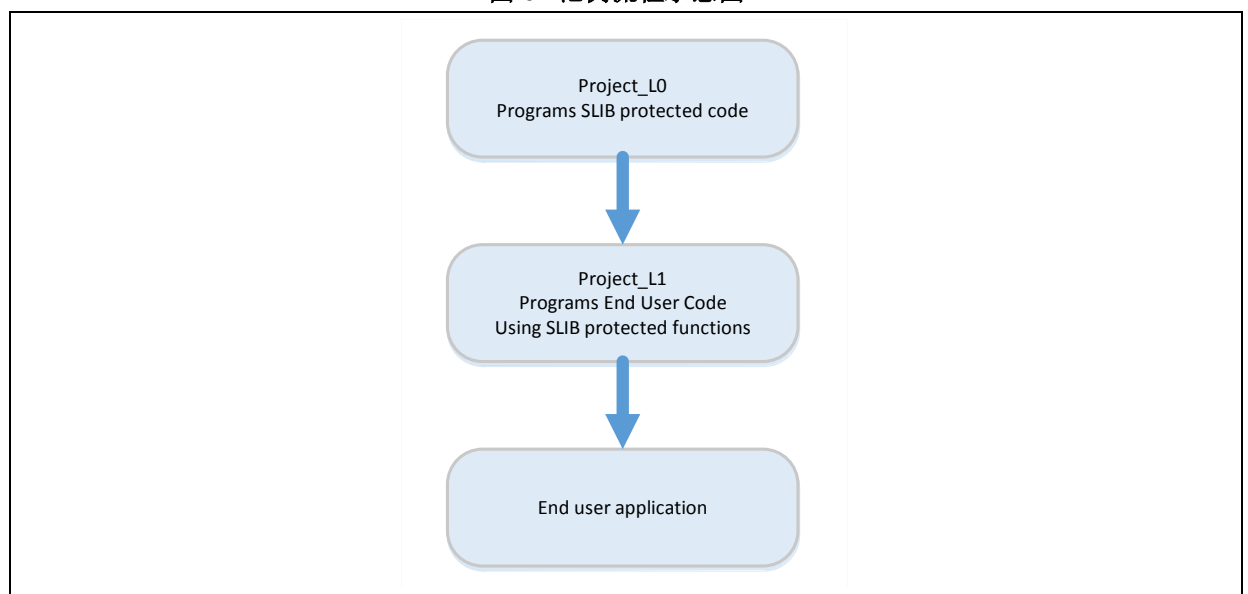 Project_L0
Programs SLIB protected code
Project_L1
Programs End User Code
Using SLIB protected functions
End user application